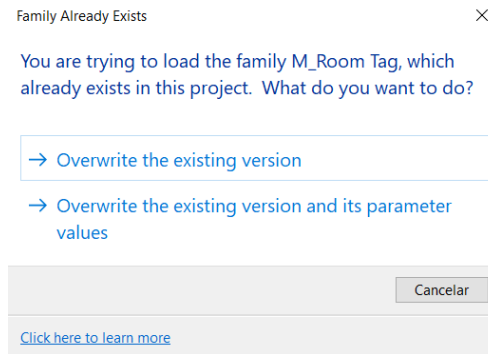 Family Already Exists
You are trying to load the family M_Room Tag, which
already exists in this project.  What do you want to do?
→ Overwrite the existing version
→ Overwrite the existing version and its parameter
values
Cancelar
Click here to learn more